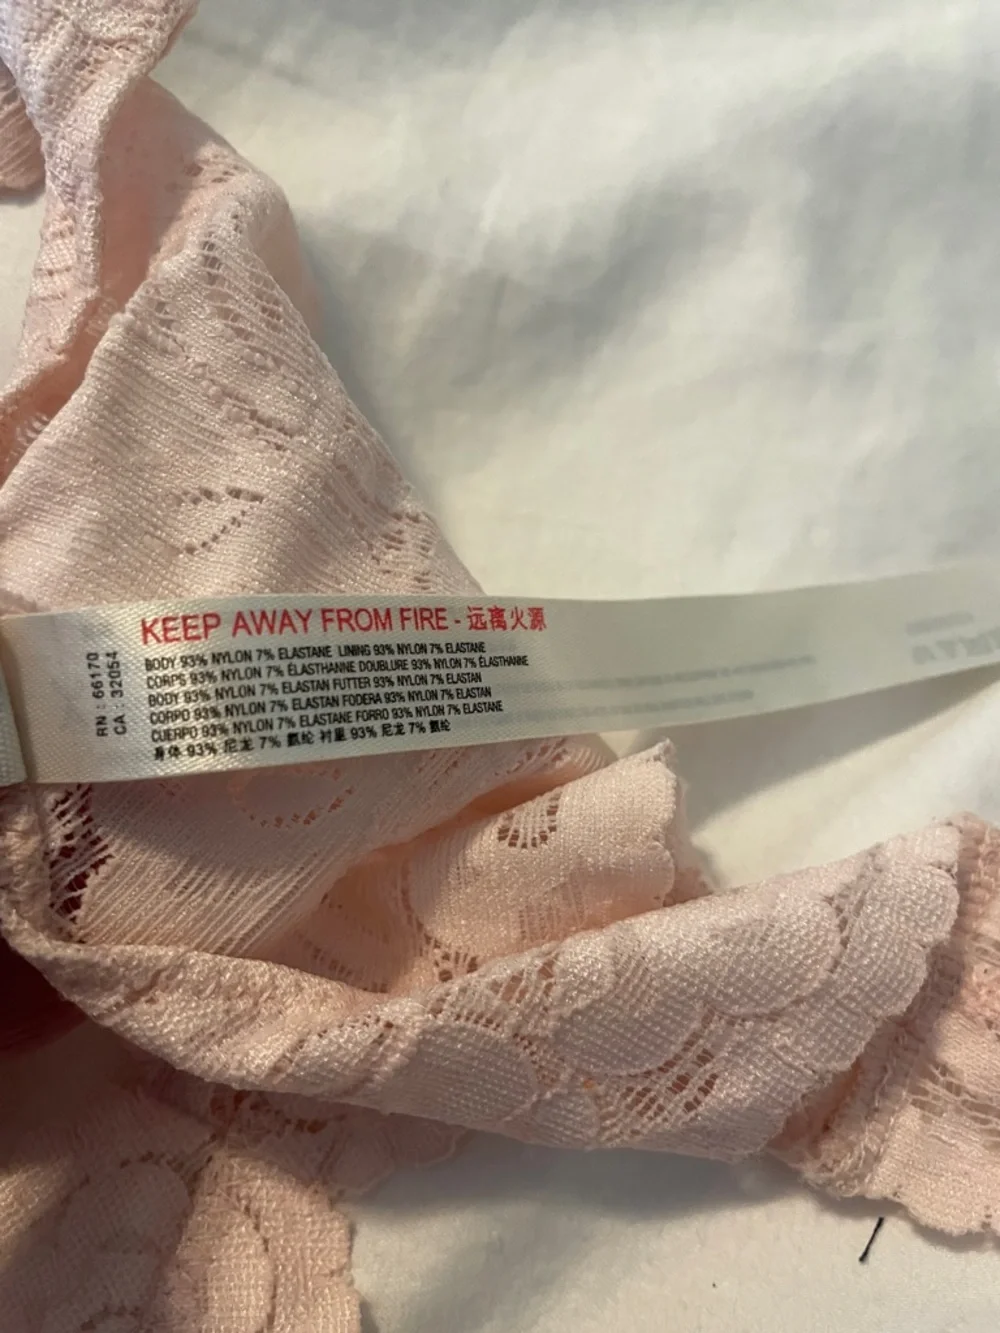 KEEP AWAY FROM FIRE - 远离火源
BODY 93% NYLON 7% ELASTANE LINING 93% NYLON 7% ELASTANE
CORPS 93% NYLON 7% ÉLASTHANNE DOUBLURE 93% NYLON 7% ÉLASTHANNE
BODY 93% NYLON 7% ELASTAN FUTTER 93% NYLON 7% ELASTAN
CORPO 93% NYLON 7% ELASTAN FODERA 93% NYLON 7% ELASTAN
CUERPO 93% NYLON 7% ELASTANE FORRO 93% NYLON 7% ELASTANE
身体 93% 尼龙 7% 氨纶 衬里 93% 尼龙 7% 氨纶
RN : 66170
CA : 32054